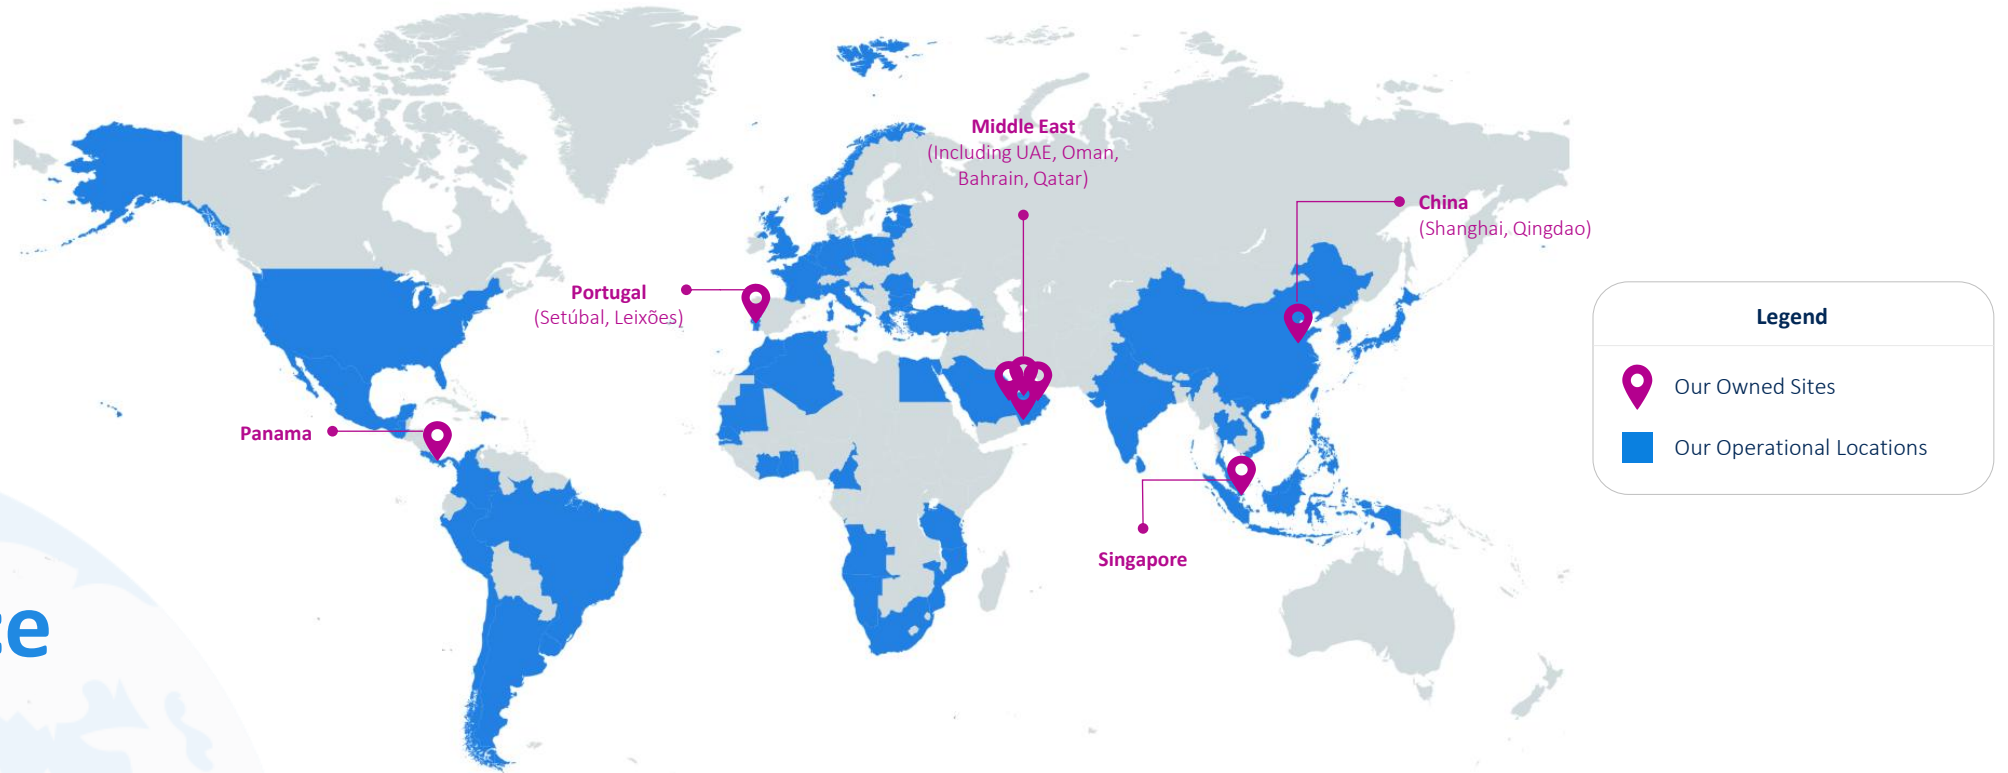 Middle East
(Including UAE, Oman,
Bahrain, Qatar)
China
(Shanghai, Qingdao)
Portugal
(Setúbal, Leixões)
Panama
Singapore
Legend
Our Owned Sites
Our Operational Locations